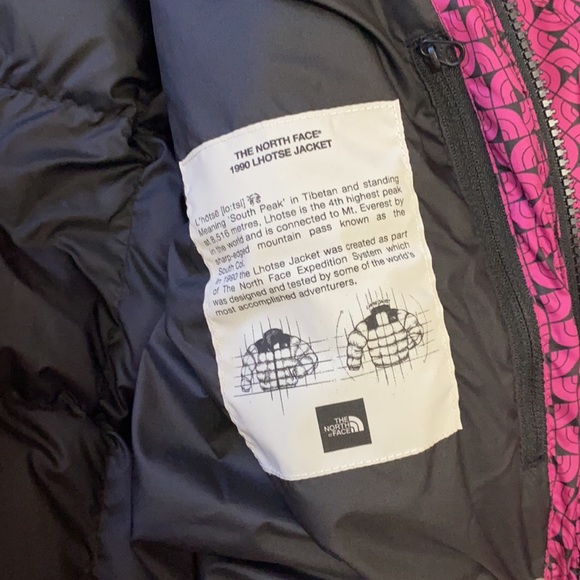 THE NORTH FACE®
1990 LHOTSE JACKET
L'hotse [lo:tsi]
Meaning 'South Peak' in Tibetan and standing
at 8,516 metres, Lhotse is the 4th highest peak
in the world and is connected to Mt. Everest by
sharp-edged mountain pass known as the
South Col.
In 1990 the Lhotse Jacket was created as part
of The North Face Expedition System which
was designed and tested by some of the world's
most accomplished adventurers.
THE
NORTH
FACE